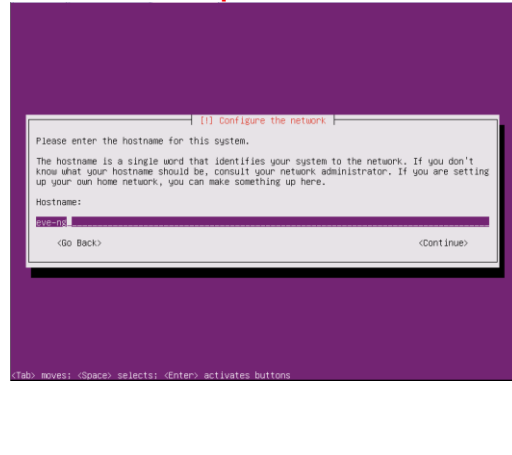 [!] Configure the network
Please enter the hostname for this system.
The hostname is a single word that identifies your system to the network. If you don't
know what your hostname should be, consult your network administrator. If you are setting
up your own home network, you can make something up here.
Hostname:
eve-ng
<Go Back> <Continue>
<Tab> moves; <Space> selects; <Enter> activates buttons